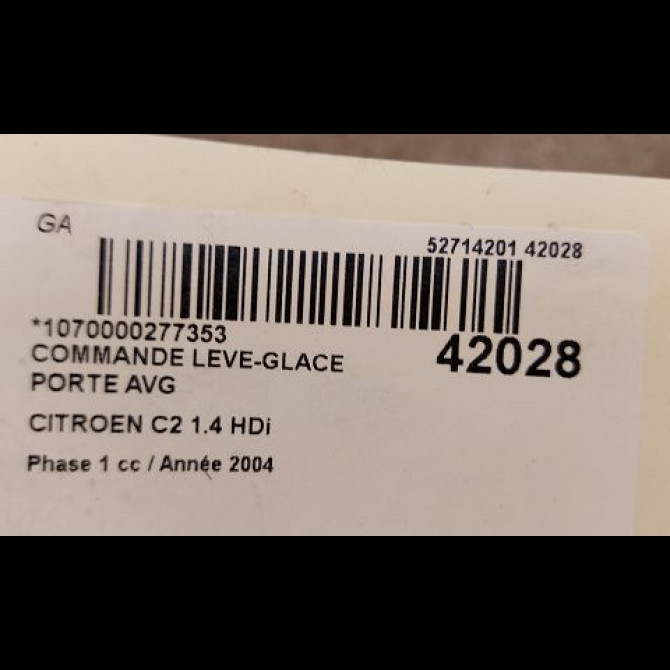 GA
52714201 42028
*1070000277353
42028
COMMANDE LEVE-GLACE
PORTE AVG
CITROEN C2 1.4 HDi
Phase 1 cc / Année 2004